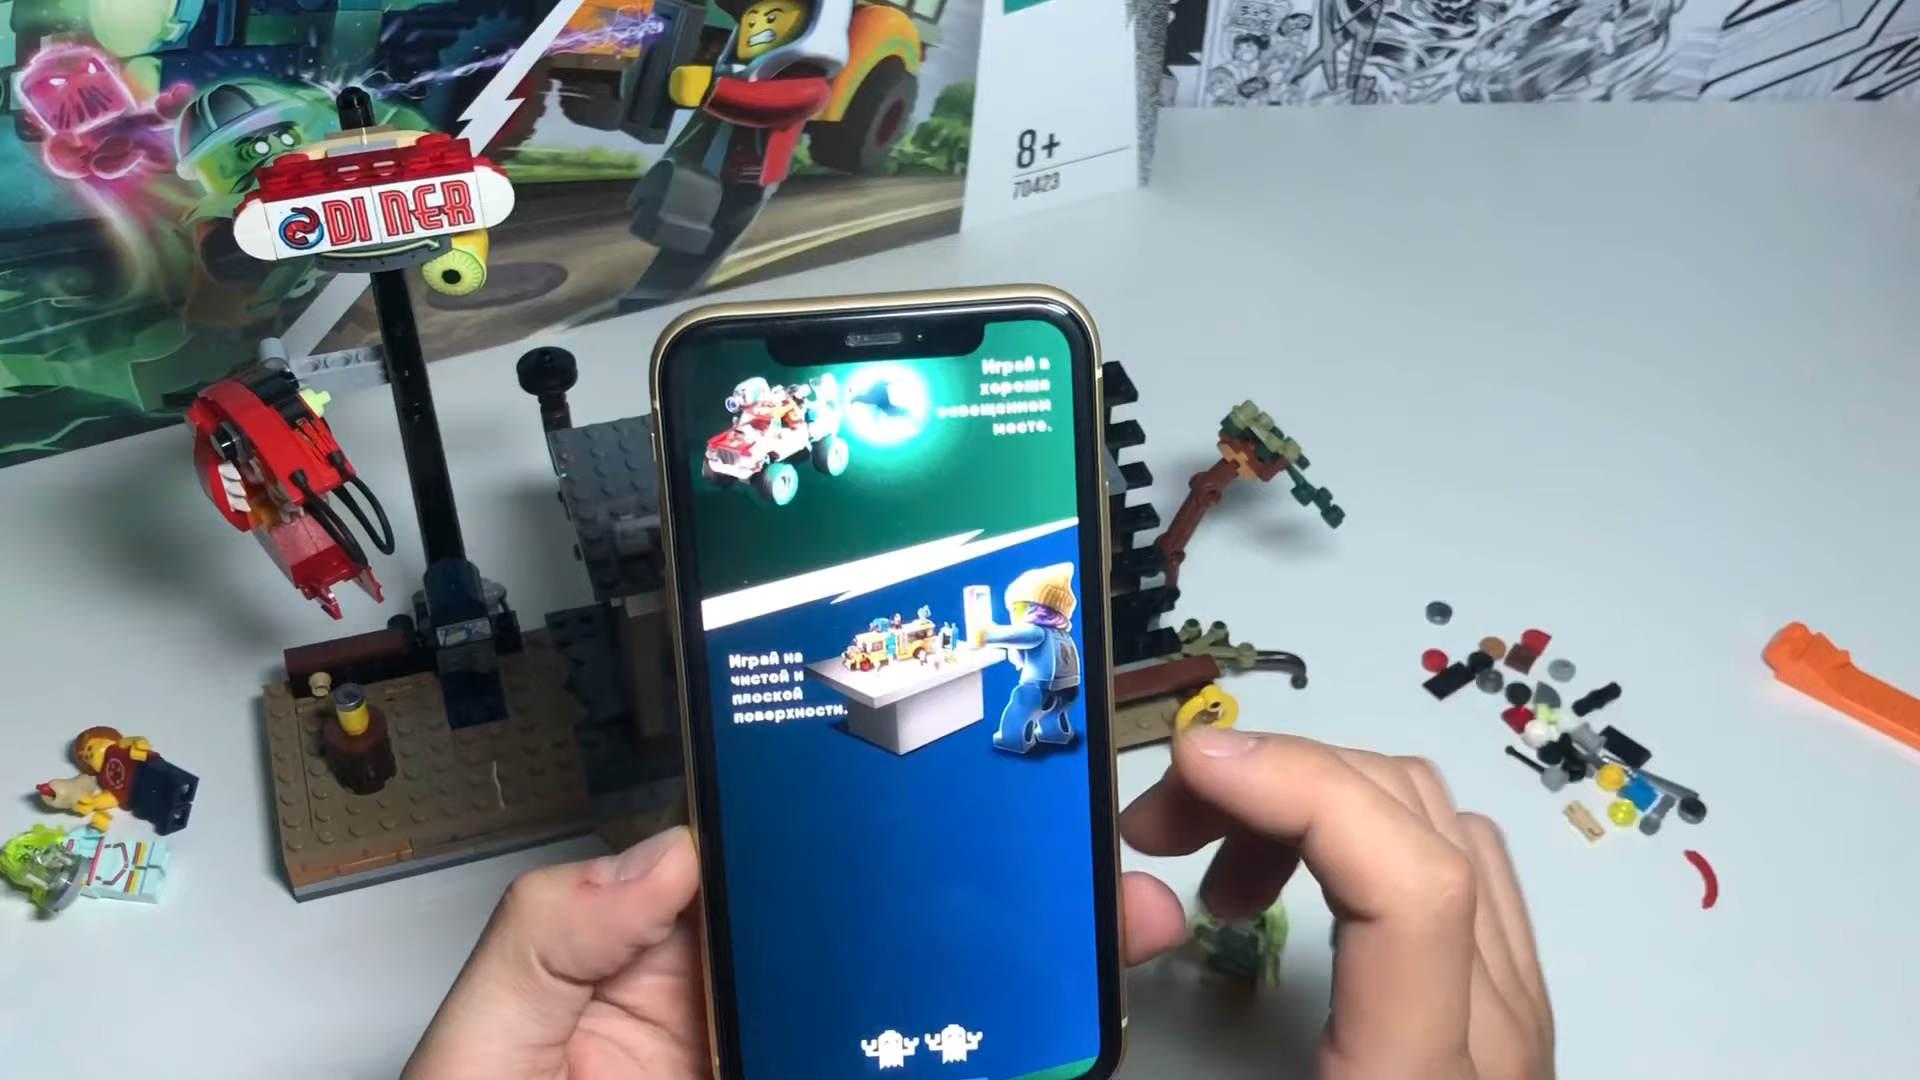 8+
70423
DINER
Играй в
хорошо
освещенном
месте.
Играй на
чистой и
плоской
поверхности.